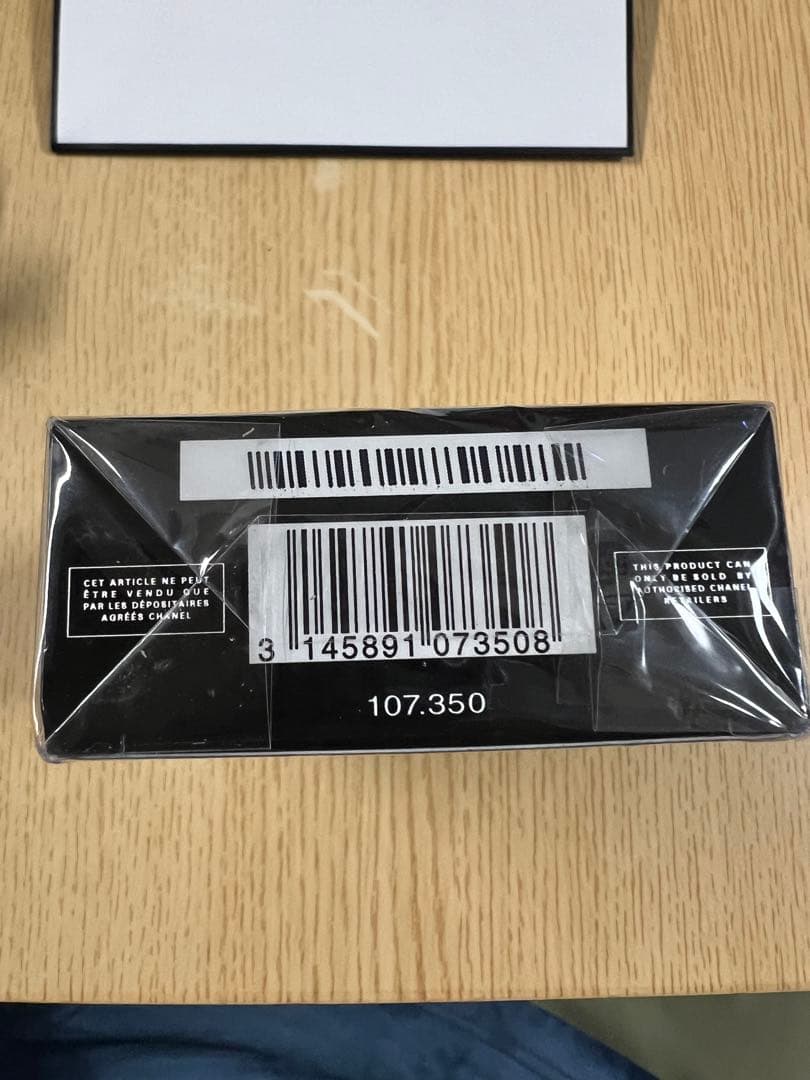 CET ARTICLE NE PEUT
ÊTRE VENDU QUE
PAR LES DÉPOSITAIRES
AGRÉÉS CHANEL
THIS PRODUCT CAN
ONLY BE SOLD BY
AUTHORISED CHANEL
RETAILERS
3 145891 073508
107.350